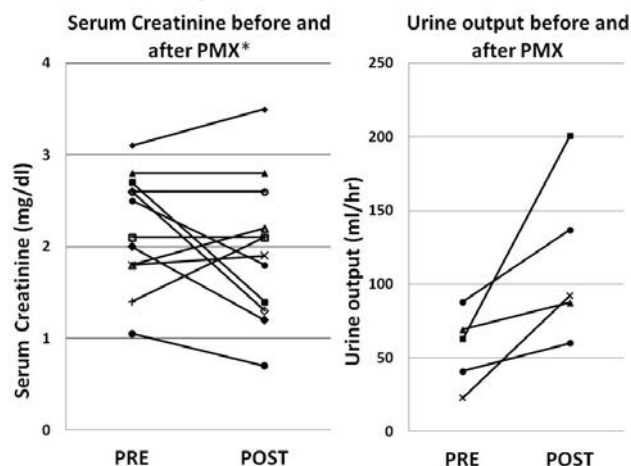 Serum Creatinine before and
after PMX*
Serum Creatinine (mg/dl)
4
3
2
1
0
PRE POST
Urine output before and
after PMX
Urine output (ml/hr)
250
200
150
100
50
0
PRE POST